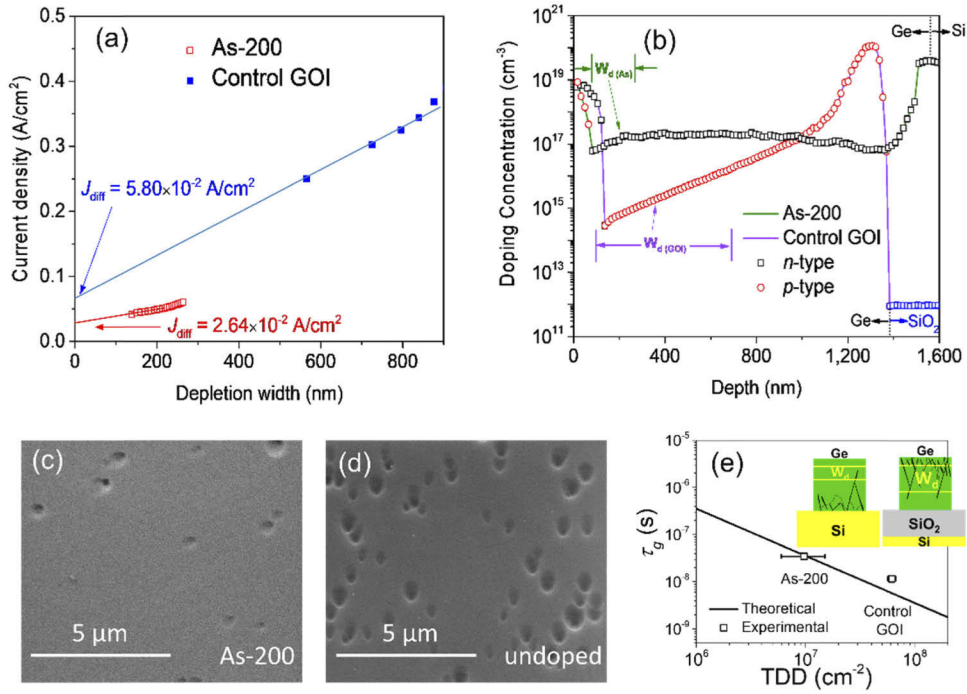 (a)
As-200
Control GOI
J_diff = 5.80×10⁻² A/cm²
J_diff = 2.64×10⁻² A/cm²
Current density (A/cm²)
0.5
0.4
0.3
0.2
0.1
0.0
0 200 400 600 800
Depletion width (nm)
(b)
Ge Si
W_d (As)
W_d (GOI)
As-200
Control GOI
n-type
p-type
Ge SiO₂
Doping Concentration (cm⁻³)
10²¹
10¹⁹
10¹⁷
10¹⁵
10¹³
10¹¹
0 400 800 1,200 1,600
Depth (nm)
(c)
5 µm
As-200
(d)
5 µm
undoped
(e)
Ge
W_d
Si
Ge
W_d
SiO₂
Si
As-200
Control
GOI
Theoretical
Experimental
τ_g (s)
10⁻⁵
10⁻⁶
10⁻⁷
10⁻⁸
10⁻⁹
10⁶ 10⁷ 10⁸
TDD (cm⁻²)